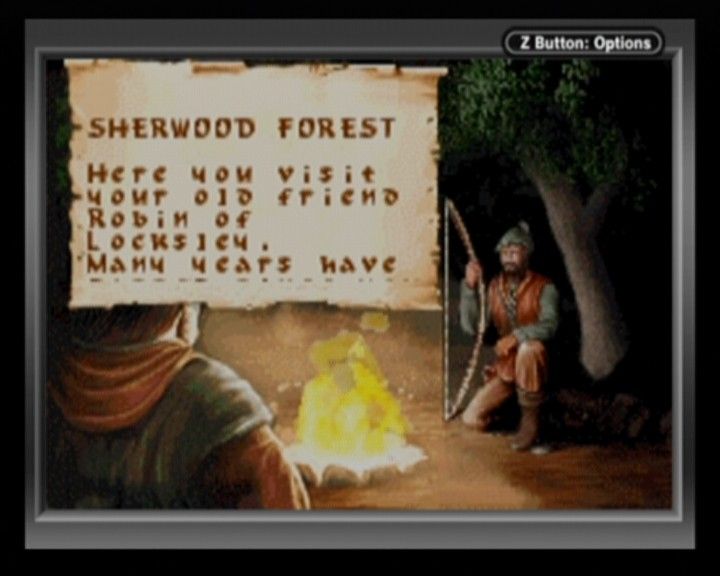 Z Button: Options
SHERWOOD FOREST
Here you visit
your old friend
Robin of
Locksley.
Many years have